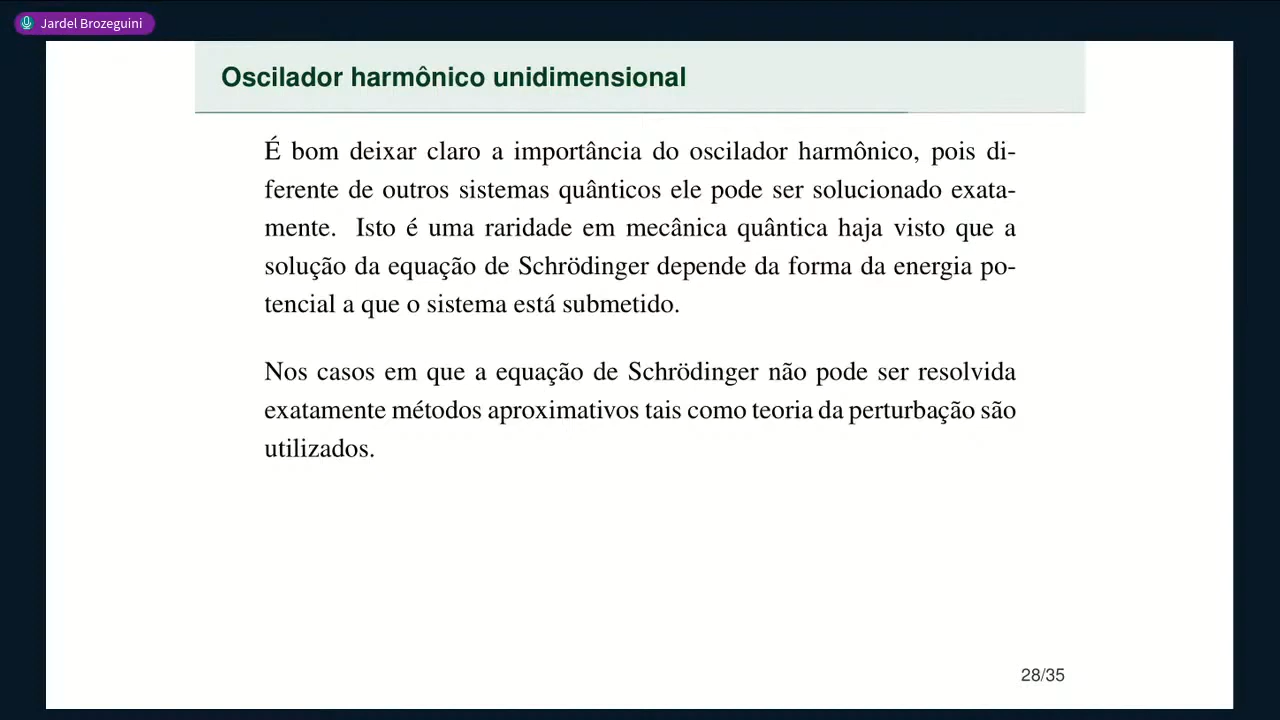 Jardel Brozeguini
Oscilador harmônico unidimensional
É bom deixar claro a importância do oscilador harmônico, pois di-
ferente de outros sistemas quânticos ele pode ser solucionado exata-
mente. Isto é uma raridade em mecânica quântica haja visto que a
solução da equação de Schrödinger depende da forma da energia po-
tencial a que o sistema está submetido.
Nos casos em que a equação de Schrödinger não pode ser resolvida
exatamente métodos aproximativos tais como teoria da perturbação são
utilizados.
28/35